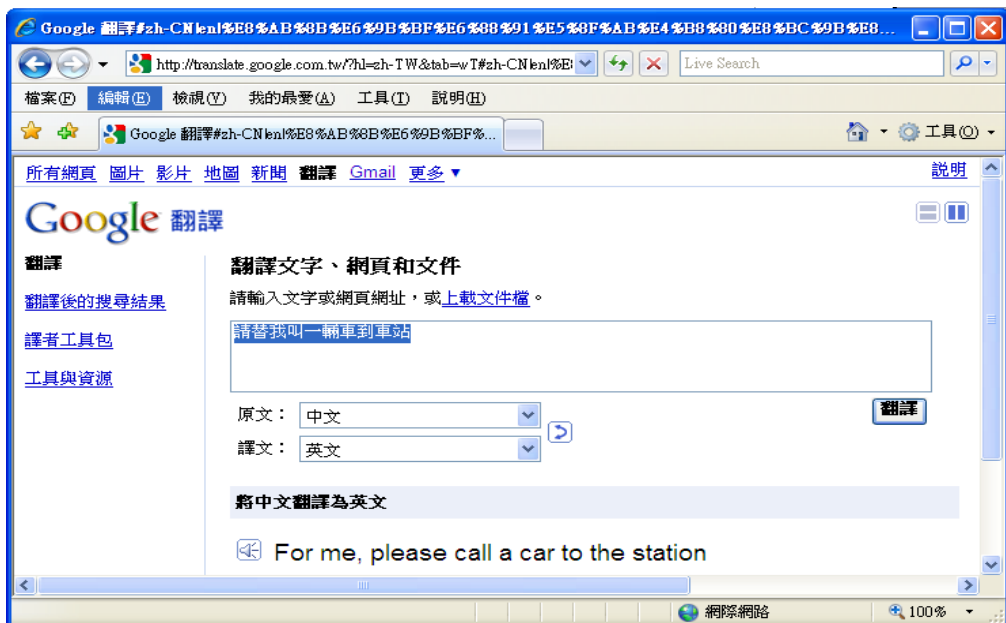 Google 翻譯#zh-CN|en|%E8%AB%8B%E6%9B%BF%E6%88%91%E5%8F%AB%E4%B8%80%E8%BC%9B%E8...
http://translate.google.com.tw/?hl=zh-TW&tab=wT#zh-CN|en|%E8
Live Search
檔案(F) 編輯(E) 檢視(V) 我的最愛(A) 工具(T) 說明(H)
Google 翻譯#zh-CN|en|%E8%AB%8B%E6%9B%BF%...
工具(O)
所有網頁 圖片 影片 地圖 新聞 翻譯 Gmail 更多 ▼
說明
Google 翻譯
翻譯
翻譯後的搜尋結果
譯者工具包
工具與資源
翻譯文字、網頁和文件
請輸入文字或網頁網址，或上載文件檔。
請替我叫一輛車到車站
原文： 中文
翻譯
譯文： 英文
將中文翻譯為英文
For me, please call a car to the station
網際網路
100%